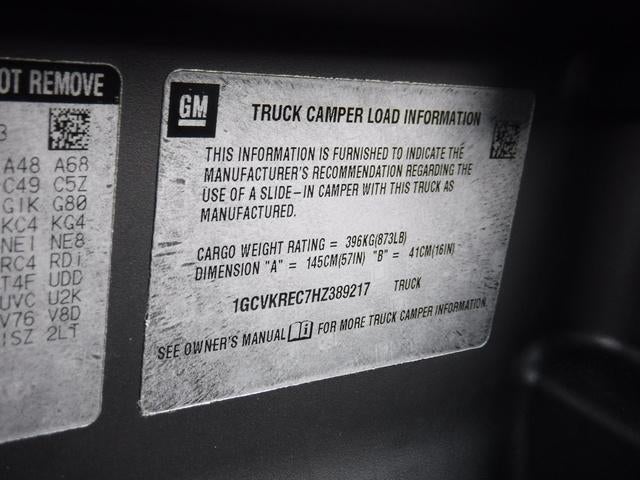 OT REMOVE
3
A48 A68
C49 C5Z
G1K G80
KC4 KG4
NE1 NE8
RC4 RDi
T4F UDD
UVC U2K
V76 V8D
1SZ 2LT
GM
TRUCK CAMPER LOAD INFORMATION
THIS INFORMATION IS FURNISHED TO INDICATE THE
MANUFACTURER'S RECOMMENDATION REGARDING THE
USE OF A SLIDE-IN CAMPER WITH THIS TRUCK AS
MANUFACTURED.
CARGO WEIGHT RATING = 396KG(873LB)
DIMENSION "A" = 145CM(57IN) "B" = 41CM(16IN)
1GCVKREC7HZ389217 TRUCK
SEE OWNER'S MANUAL FOR MORE TRUCK CAMPER INFORMATION.